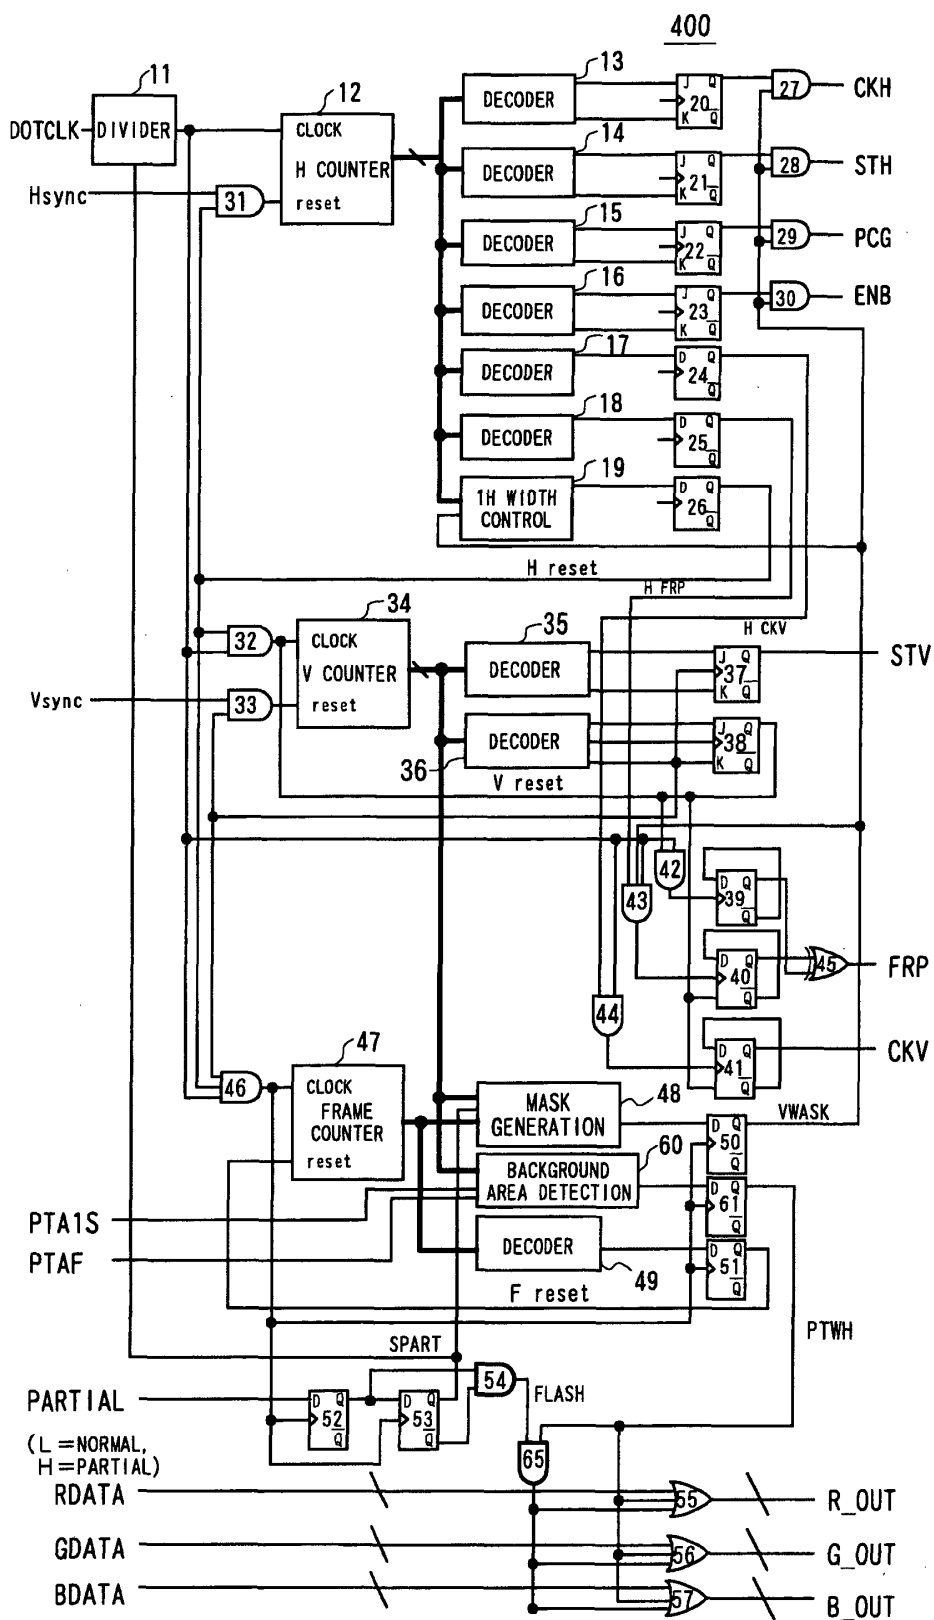 400
11
12
13
DOTCLK
DIVIDER
CLOCK
H COUNTER
reset
DECODER
J Q
20
K Q
27
CKH
Hsync
31
14
DECODER
J Q
21
K Q
28
STH
15
DECODER
J Q
22
K Q
29
PCG
16
DECODER
J Q
23
K Q
30
ENB
17
DECODER
D Q
24
Q
18
DECODER
D Q
25
Q
19
1H WIDTH
CONTROL
D Q
26
Q
H reset
H FRP
H CKV
34
32
CLOCK
V COUNTER
reset
35
DECODER
J Q
37
K Q
STV
Vsync
33
DECODER
36
J Q
38
K Q
V reset
42
43
D Q
39
Q
D Q
40
Q
45
FRP
44
D Q
41
Q
CKV
47
46
CLOCK
FRAME
COUNTER
reset
MASK
GENERATION
48
VWASK
D Q
50
Q
60
BACKGROUND
AREA DETECTION
D Q
61
Q
PTA1S
PTAF
DECODER
49
D Q
51
Q
F reset
PTWH
SPART
PARTIAL
D Q
52
Q
D Q
53
Q
54
FLASH
(L=NORMAL,
H=PARTIAL)
65
RDATA
55
R_OUT
GDATA
56
G_OUT
BDATA
57
B_OUT